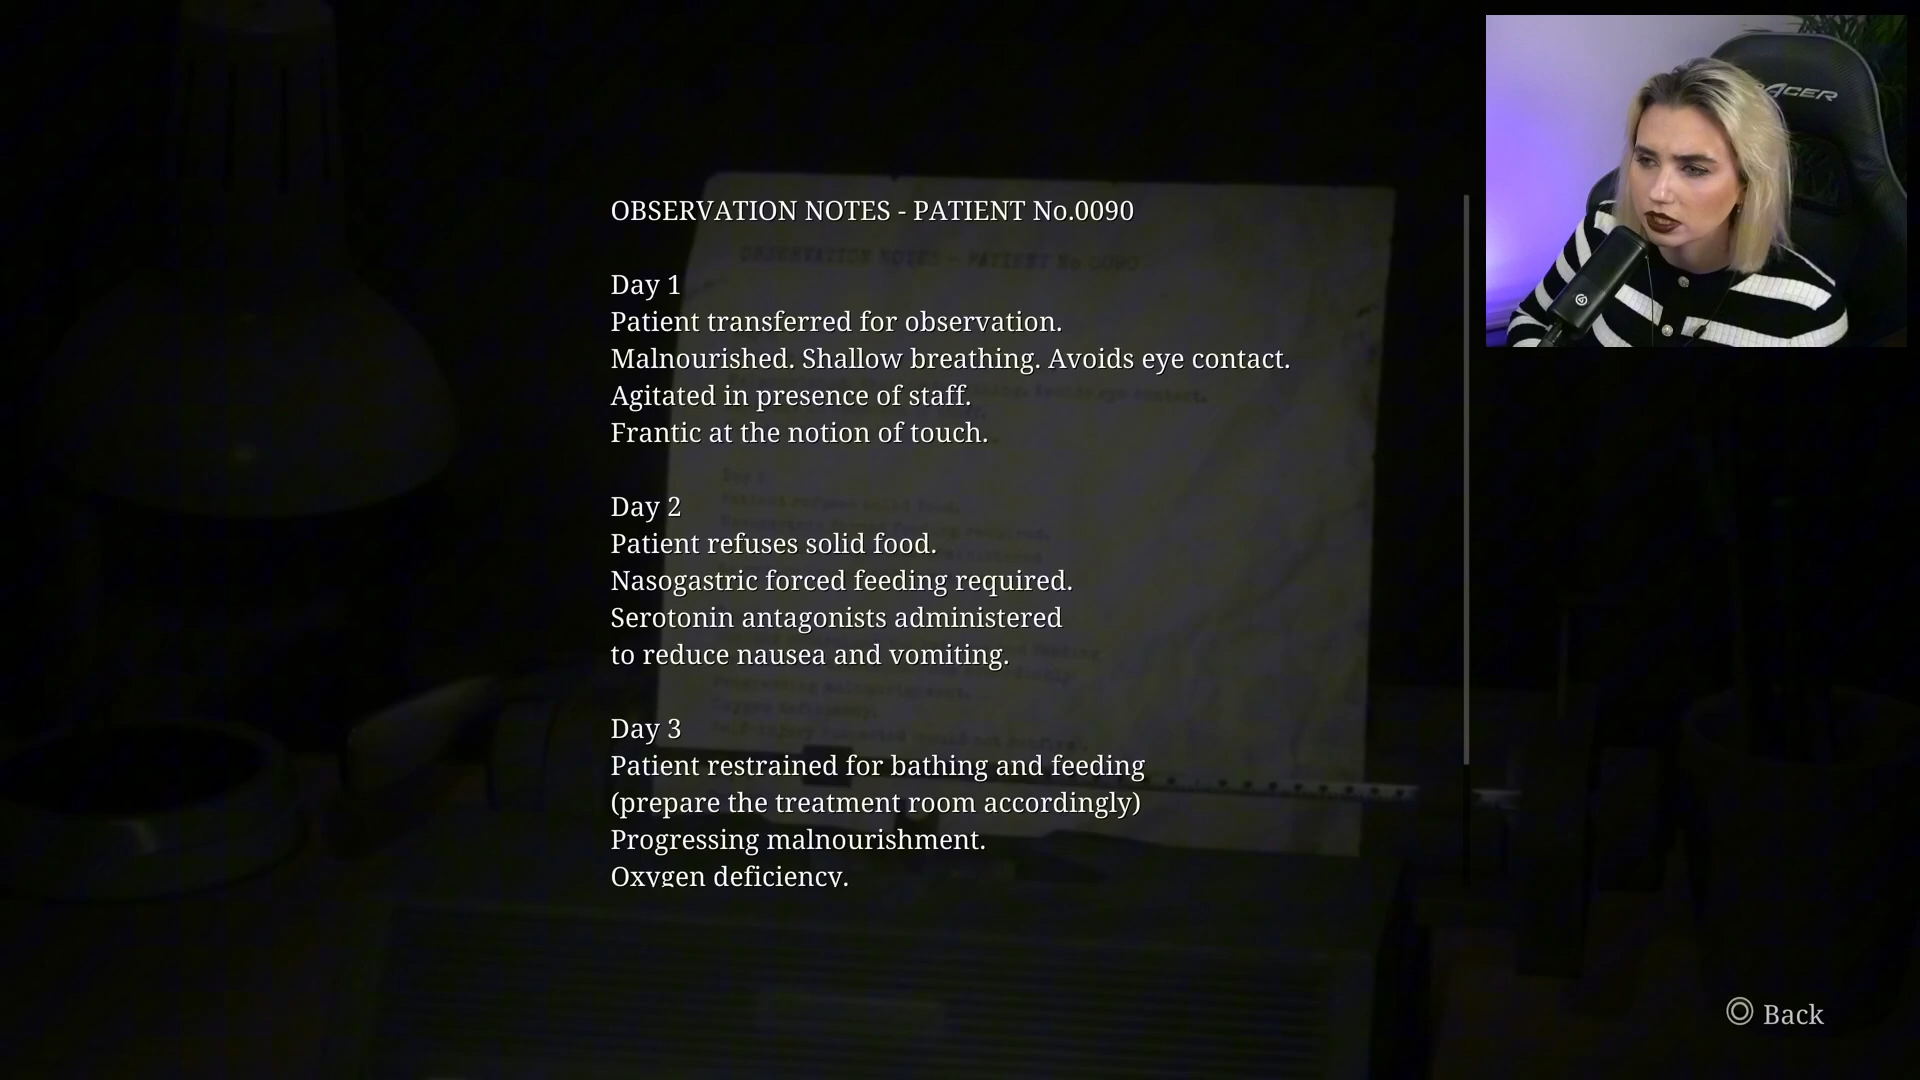 OBSERVATION NOTES - PATIENT No.0090
Day 1
Patient transferred for observation.
Malnourished. Shallow breathing. Avoids eye contact.
Agitated in presence of staff.
Frantic at the notion of touch.
Day 2
Patient refuses solid food.
Nasogastric forced feeding required.
Serotonin antagonists administered
to reduce nausea and vomiting.
Day 3
Patient restrained for bathing and feeding
(prepare the treatment room accordingly)
Progressing malnourishment.
Oxygen deficiency.
Back
ACER